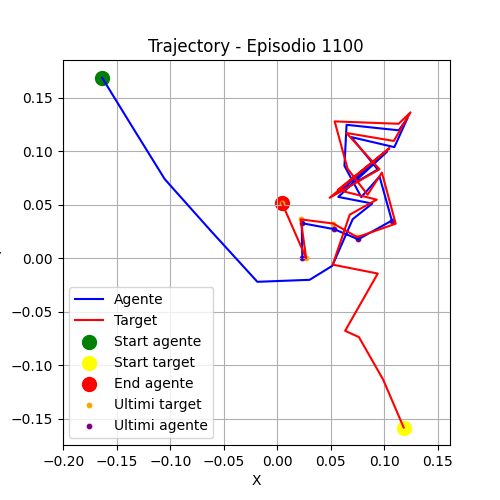 Trajectory - Episodio 1100
0.15
0.10
0.05
0.00
−0.05
−0.10
−0.15
Agente
Target
Start agente
Start target
End agente
Ultimi target
Ultimi agente
−0.20 −0.15 −0.10 −0.05 0.00 0.05 0.10 0.15
X